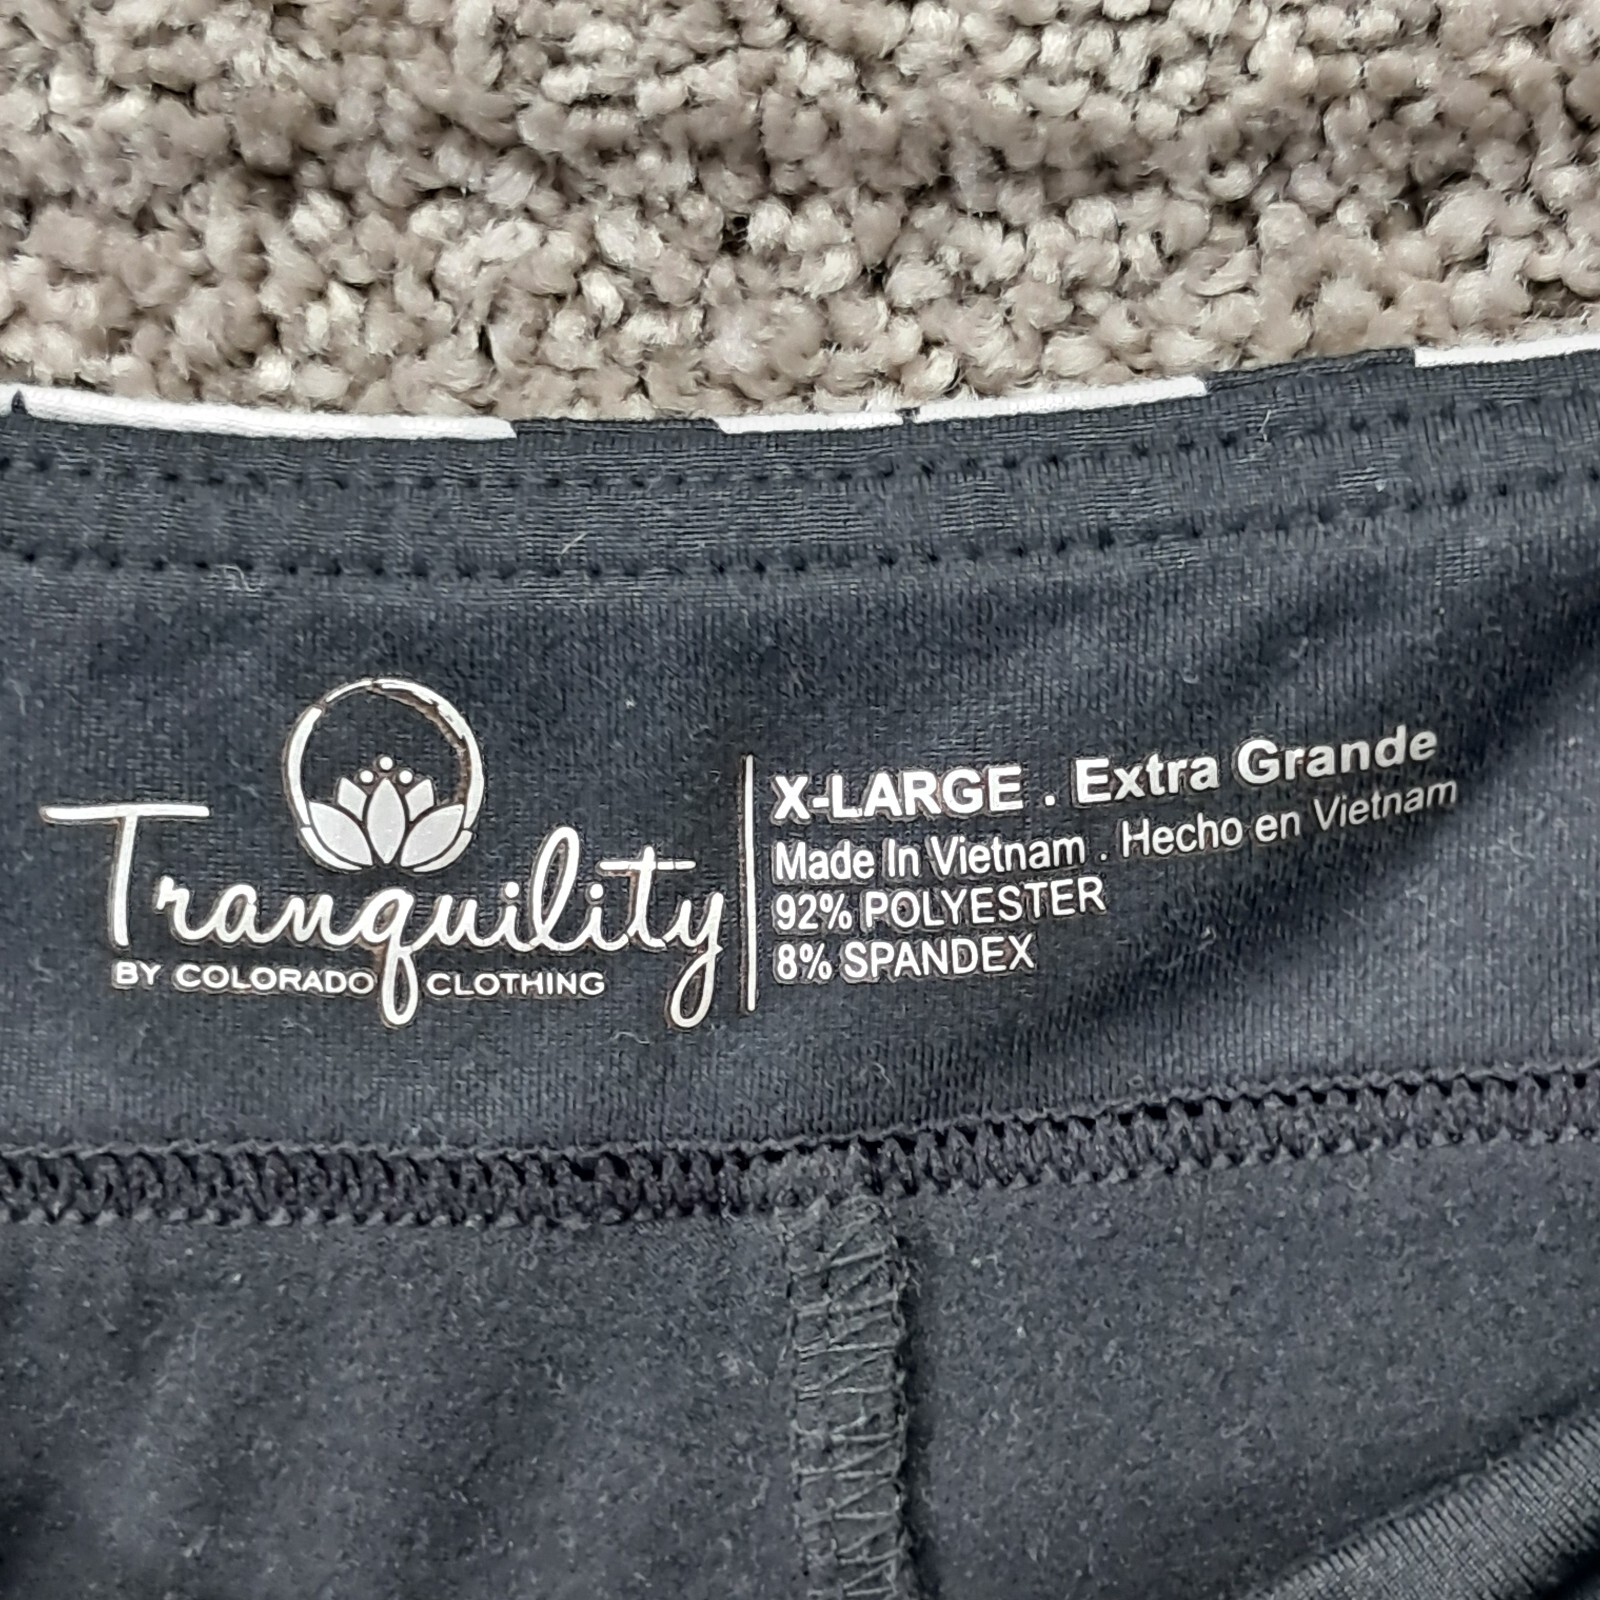 Tranquility
BY COLORADO CLOTHING
X-LARGE . Extra Grande
Made In Vietnam . Hecho en Vietnam
92% POLYESTER
8% SPANDEX